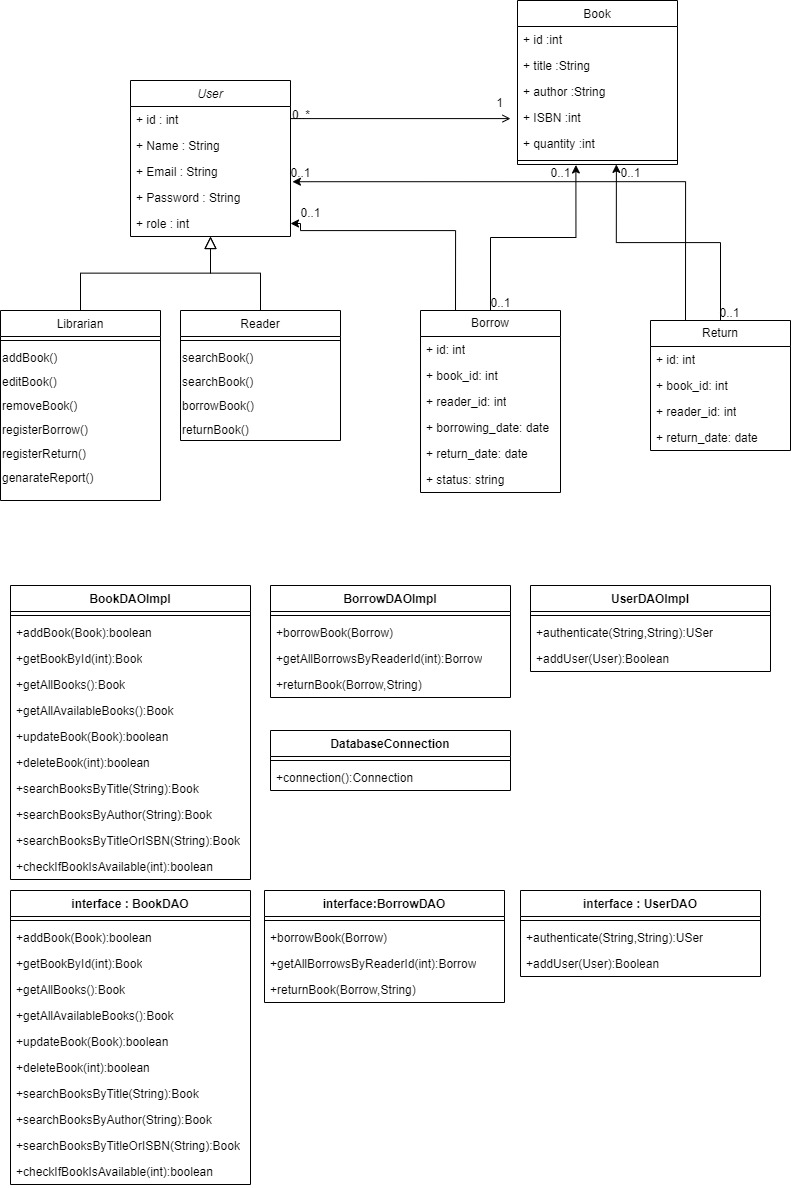 Book
+ id :int
+ title :String
+ author :String
+ ISBN :int
+ quantity :int
User
+ id : int
+ Name : String
+ Email : String
+ Password : String
+ role : int
0..*
1
0..1
0..1
0..1
0..1
0..1
0..1
Librarian
addBook()
editBook()
removeBook()
registerBorrow()
registerReturn()
genarateReport()
Reader
searchBook()
searchBook()
borrowBook()
returnBook()
Borrow
+ id: int
+ book_id: int
+ reader_id: int
+ borrowing_date: date
+ return_date: date
+ status: string
Return
+ id: int
+ book_id: int
+ reader_id: int
+ return_date: date
BookDAOImpl
+addBook(Book):boolean
+getBookById(int):Book
+getAllBooks():Book
+getAllAvailableBooks():Book
+updateBook(Book):boolean
+deleteBook(int):boolean
+searchBooksByTitle(String):Book
+searchBooksByAuthor(String):Book
+searchBooksByTitleOrISBN(String):Book
+checkIfBookIsAvailable(int):boolean
BorrowDAOImpl
+borrowBook(Borrow)
+getAllBorrowsByReaderId(int):Borrow
+returnBook(Borrow,String)
UserDAOImpl
+authenticate(String,String):USer
+addUser(User):Boolean
DatabaseConnection
+connection():Connection
interface : BookDAO
+addBook(Book):boolean
+getBookById(int):Book
+getAllBooks():Book
+getAllAvailableBooks():Book
+updateBook(Book):boolean
+deleteBook(int):boolean
+searchBooksByTitle(String):Book
+searchBooksByAuthor(String):Book
+searchBooksByTitleOrISBN(String):Book
+checkIfBookIsAvailable(int):boolean
interface:BorrowDAO
+borrowBook(Borrow)
+getAllBorrowsByReaderId(int):Borrow
+returnBook(Borrow,String)
interface : UserDAO
+authenticate(String,String):USer
+addUser(User):Boolean